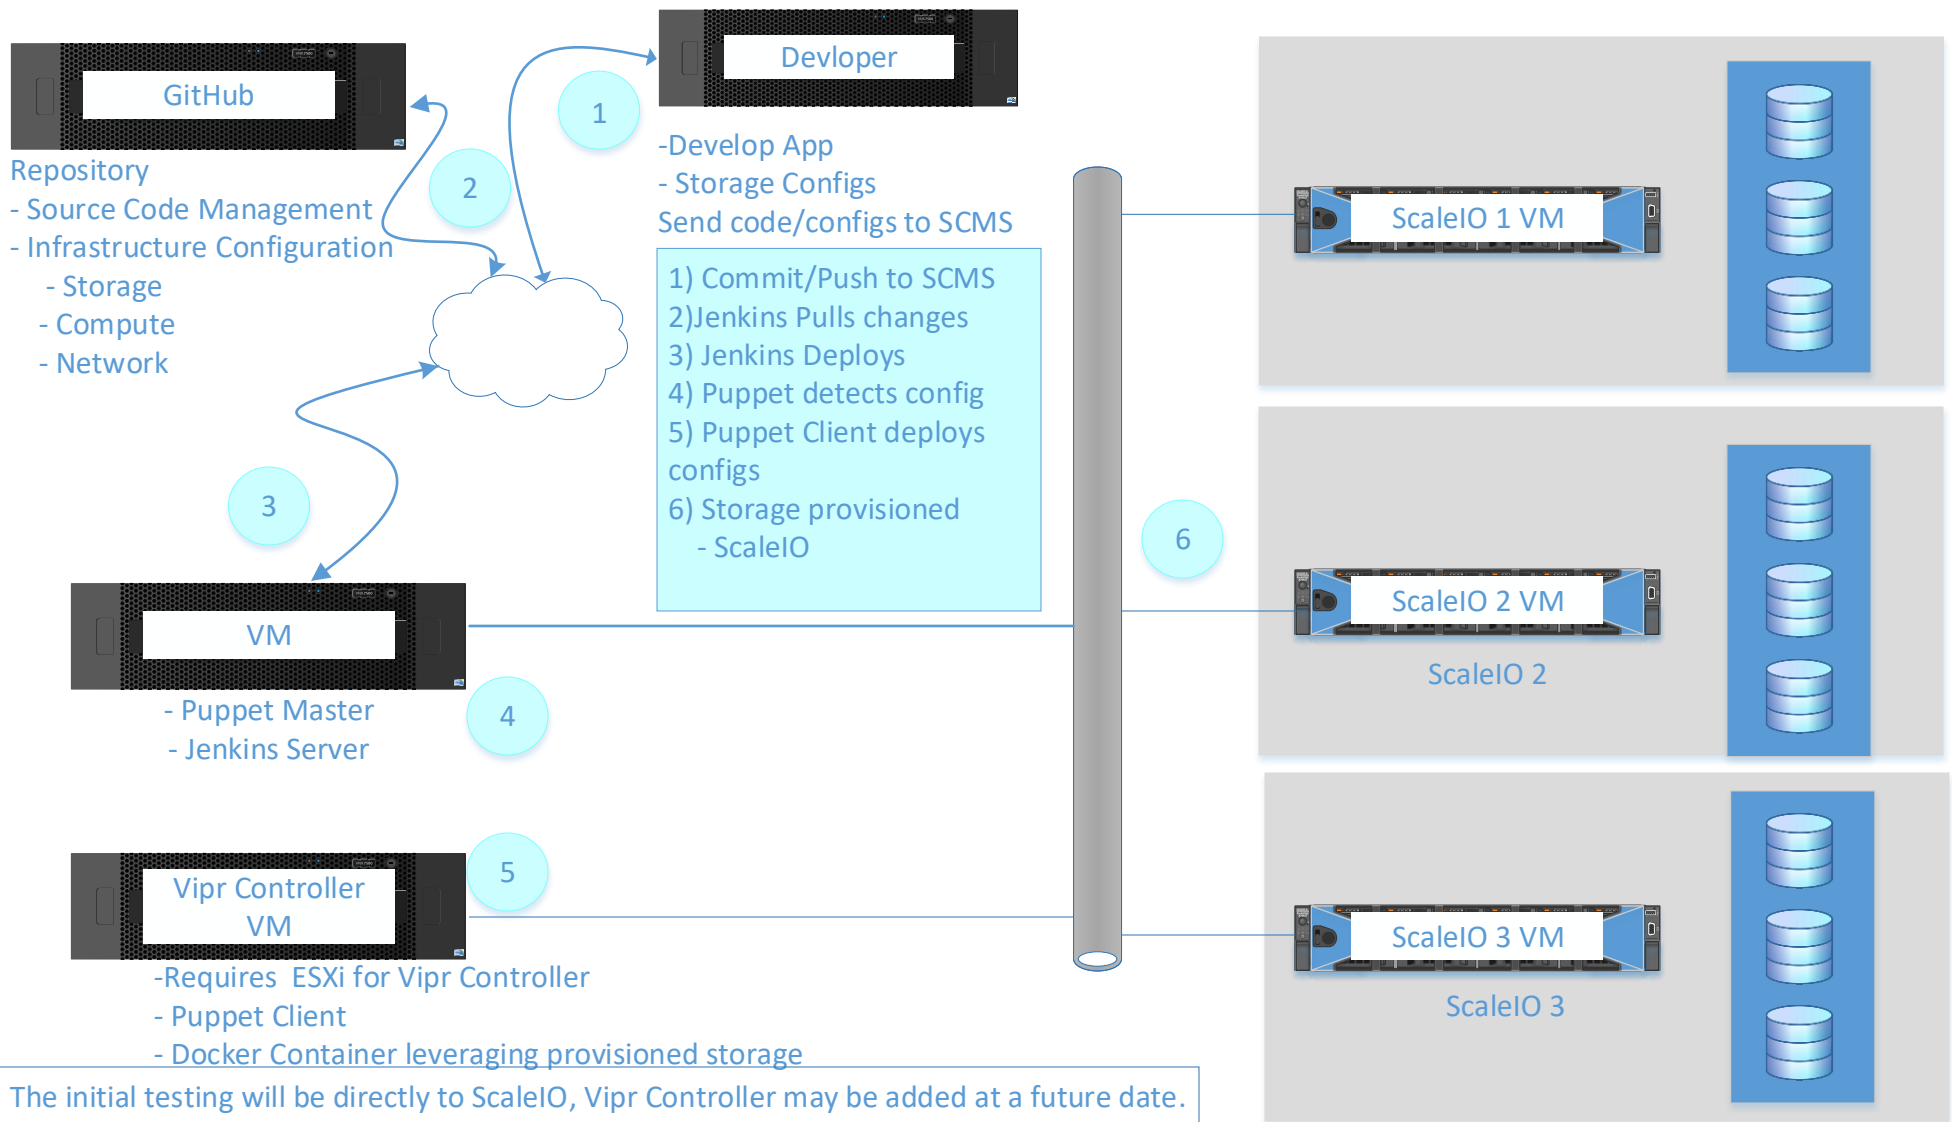 GitHub
Repository
- Source Code Management
- Infrastructure Configuration
- Storage
- Compute
- Network
1
2
Devloper
-Develop App
- Storage Configs
Send code/configs to SCMS
1) Commit/Push to SCMS
2)Jenkins Pulls changes
3) Jenkins Deploys
4) Puppet detects config
5) Puppet Client deploys
configs
6) Storage provisioned
- ScaleIO
3
VM
- Puppet Master
- Jenkins Server
4
5
Vipr Controller
VM
-Requires  ESXi for Vipr Controller
- Puppet Client
- Docker Container leveraging provisioned storage
The initial testing will be directly to ScaleIO, Vipr Controller may be added at a future date.
6
ScaleIO 1 VM
ScaleIO 2 VM
ScaleIO 2
ScaleIO 3 VM
ScaleIO 3